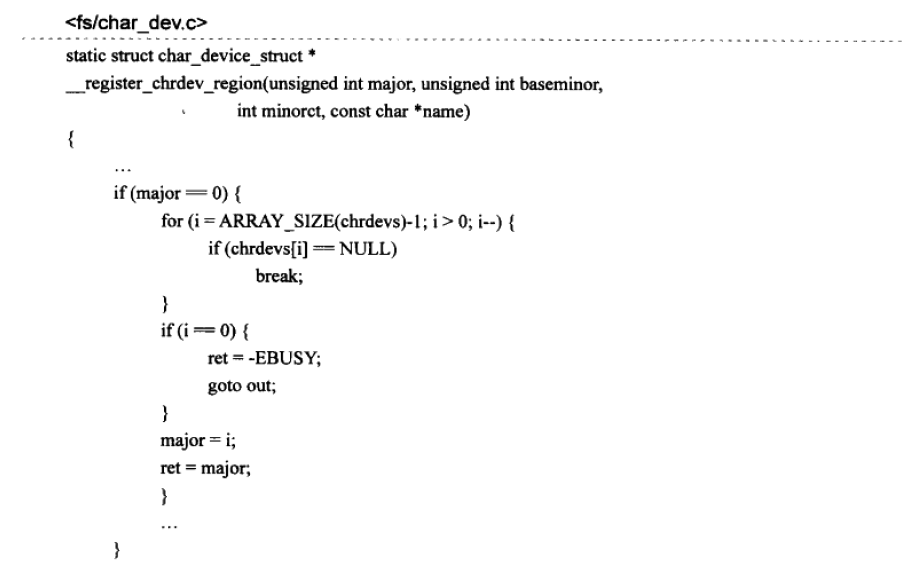 <fs/char_dev.c>
static struct char_device_struct *
__register_chrdev_region(unsigned int major, unsigned int baseminor,
int minorct, const char *name)
{
…
if (major == 0) {
for (i = ARRAY_SIZE(chrdevs)-1; i > 0; i--) {
if (chrdevs[i] == NULL)
break;
}
if (i == 0) {
ret = -EBUSY;
goto out;
}
major = i;
ret = major;
}
…
}